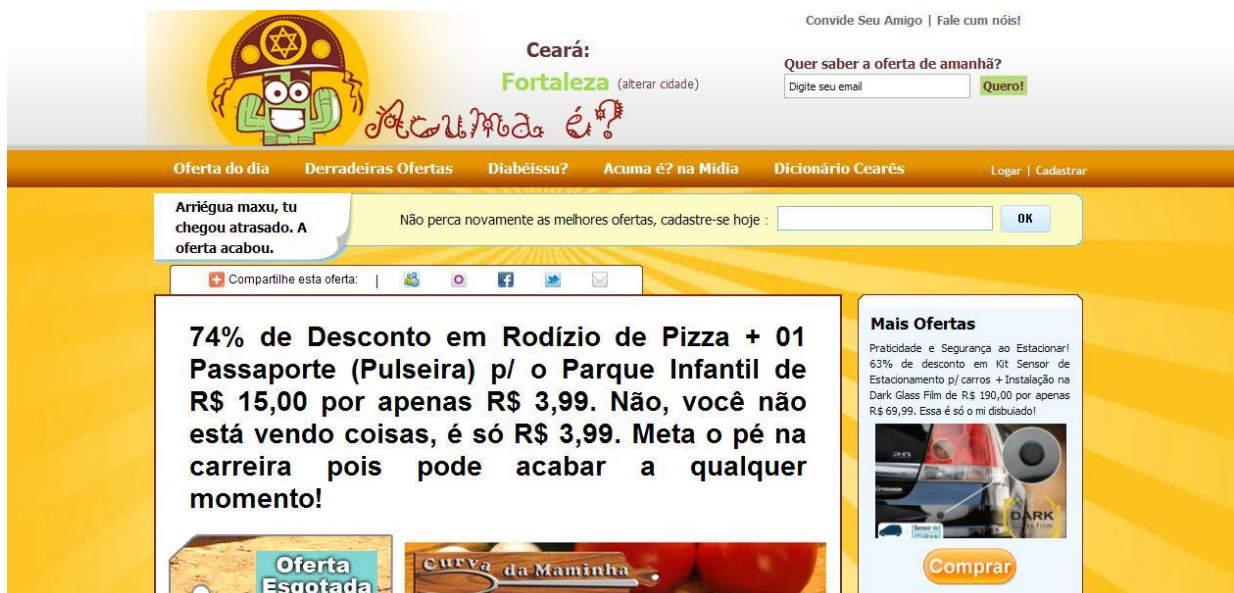 Convide Seu Amigo | Fale cum nóis!
Ceará:
Fortaleza (alterar cidade)
Quer saber a oferta de amanhã?
Digite seu email
Quero!
Acuma é?
Oferta do dia
Derradeiras Ofertas
Diabéissu?
Acuma é? na Mídia
Dicionário Cearês
Logar | Cadastrar
Arriégua maxu, tu
chegou atrasado. A
oferta acabou.
Não perca novamente as melhores ofertas, cadastre-se hoje :
OK
Compartilhe esta oferta: |
74% de Desconto em Rodízio de Pizza + 01
Passaporte (Pulseira) p/ o Parque Infantil de
R$ 15,00 por apenas R$ 3,99. Não, você não
está vendo coisas, é só R$ 3,99. Meta o pé na
carreira pois pode acabar a qualquer
momento!
Oferta
Esgotada
Curva da Maminha
Mais Ofertas
Praticidade e Segurança ao Estacionar!
63% de desconto em Kit Sensor de
Estacionamento p/ carros + Instalação na
Dark Glass Film de R$ 190,00 por apenas
R$ 69,99. Essa é só o mi disbuiado!
2.0
DARK
Sensor de
ITURAN
Comprar